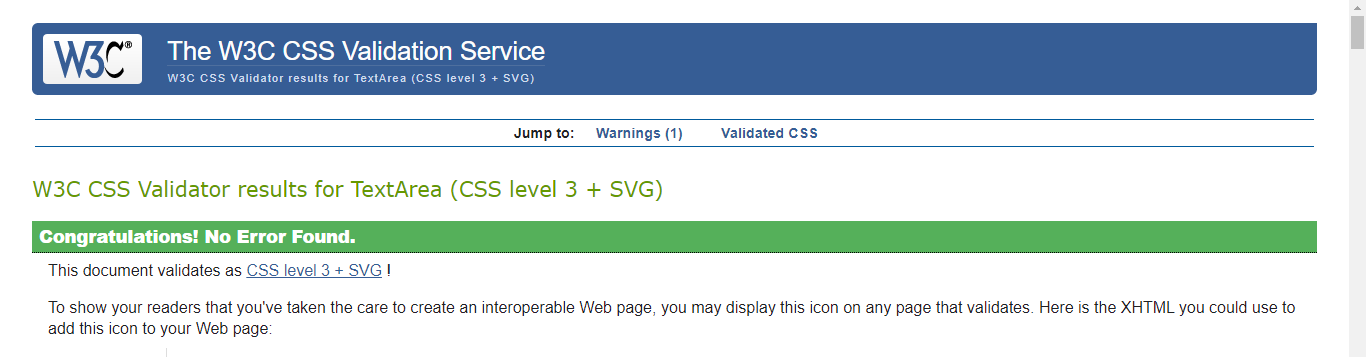 W3C®
The W3C CSS Validation Service
W3C CSS Validator results for TextArea (CSS level 3 + SVG)
Jump to: Warnings (1) Validated CSS
W3C CSS Validator results for TextArea (CSS level 3 + SVG)
Congratulations! No Error Found.
This document validates as CSS level 3 + SVG !
To show your readers that you've taken the care to create an interoperable Web page, you may display this icon on any page that validates. Here is the XHTML you could use to
add this icon to your Web page: